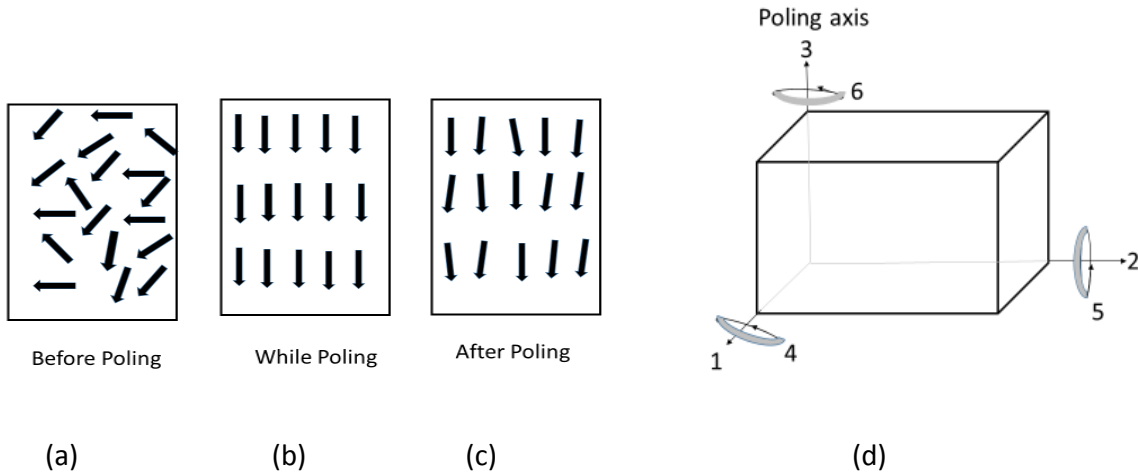 Poling axis
3
6
2
5
1
4
Before Poling
While Poling
After Poling
(a)
(b)
(c)
(d)